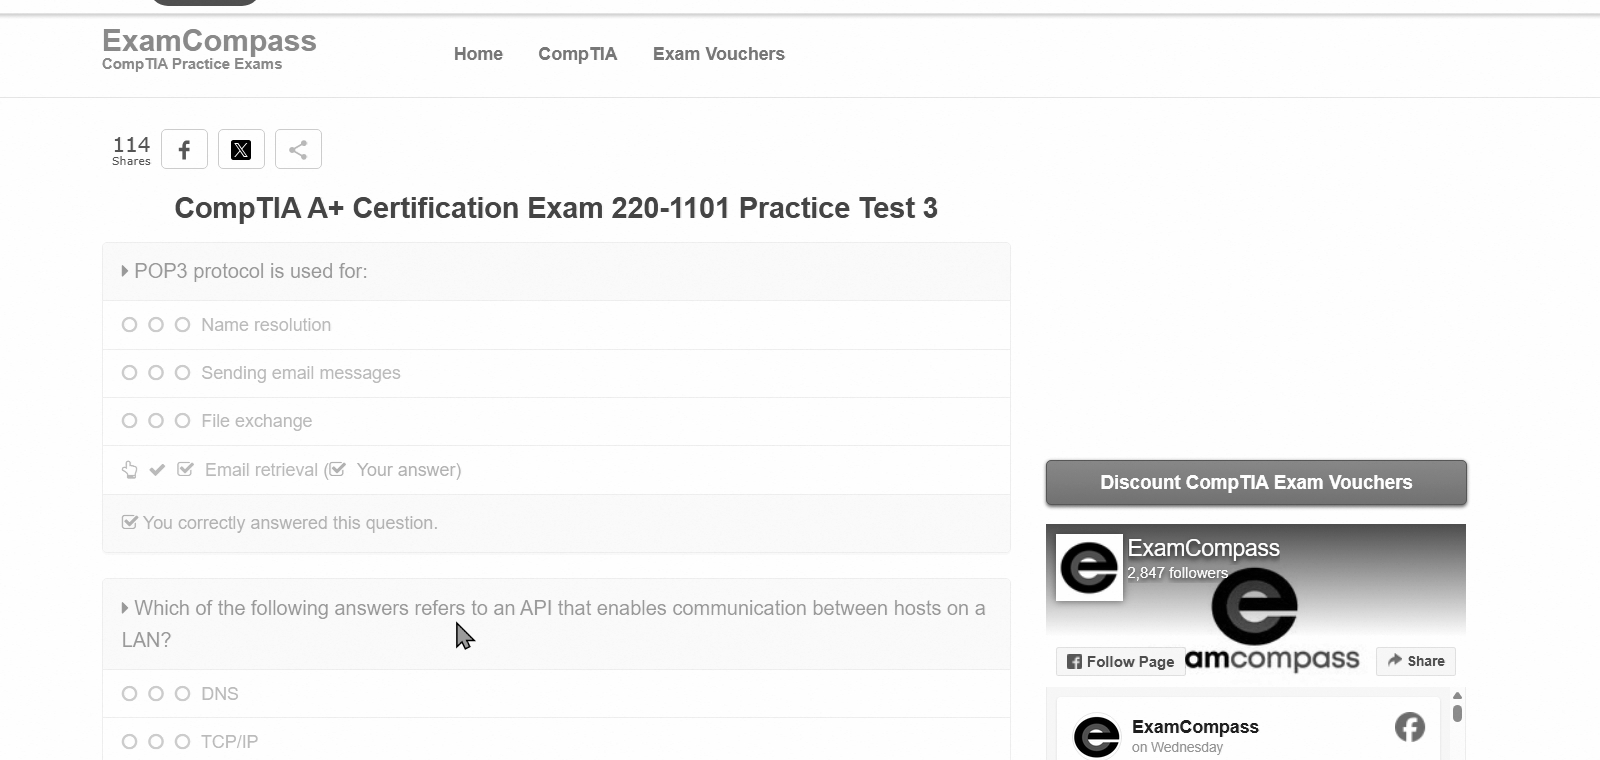 ExamCompass
CompTIA Practice Exams
Home
CompTIA
Exam Vouchers
114
Shares
CompTIA A+ Certification Exam 220-1101 Practice Test 3
POP3 protocol is used for:
Name resolution
Sending email messages
File exchange
Email retrieval ( Your answer)
You correctly answered this question.
Which of the following answers refers to an API that enables communication between hosts on a
LAN?
DNS
TCP/IP
Discount CompTIA Exam Vouchers
ExamCompass
2,847 followers
Follow Page
amcompass
Share
ExamCompass
on Wednesday